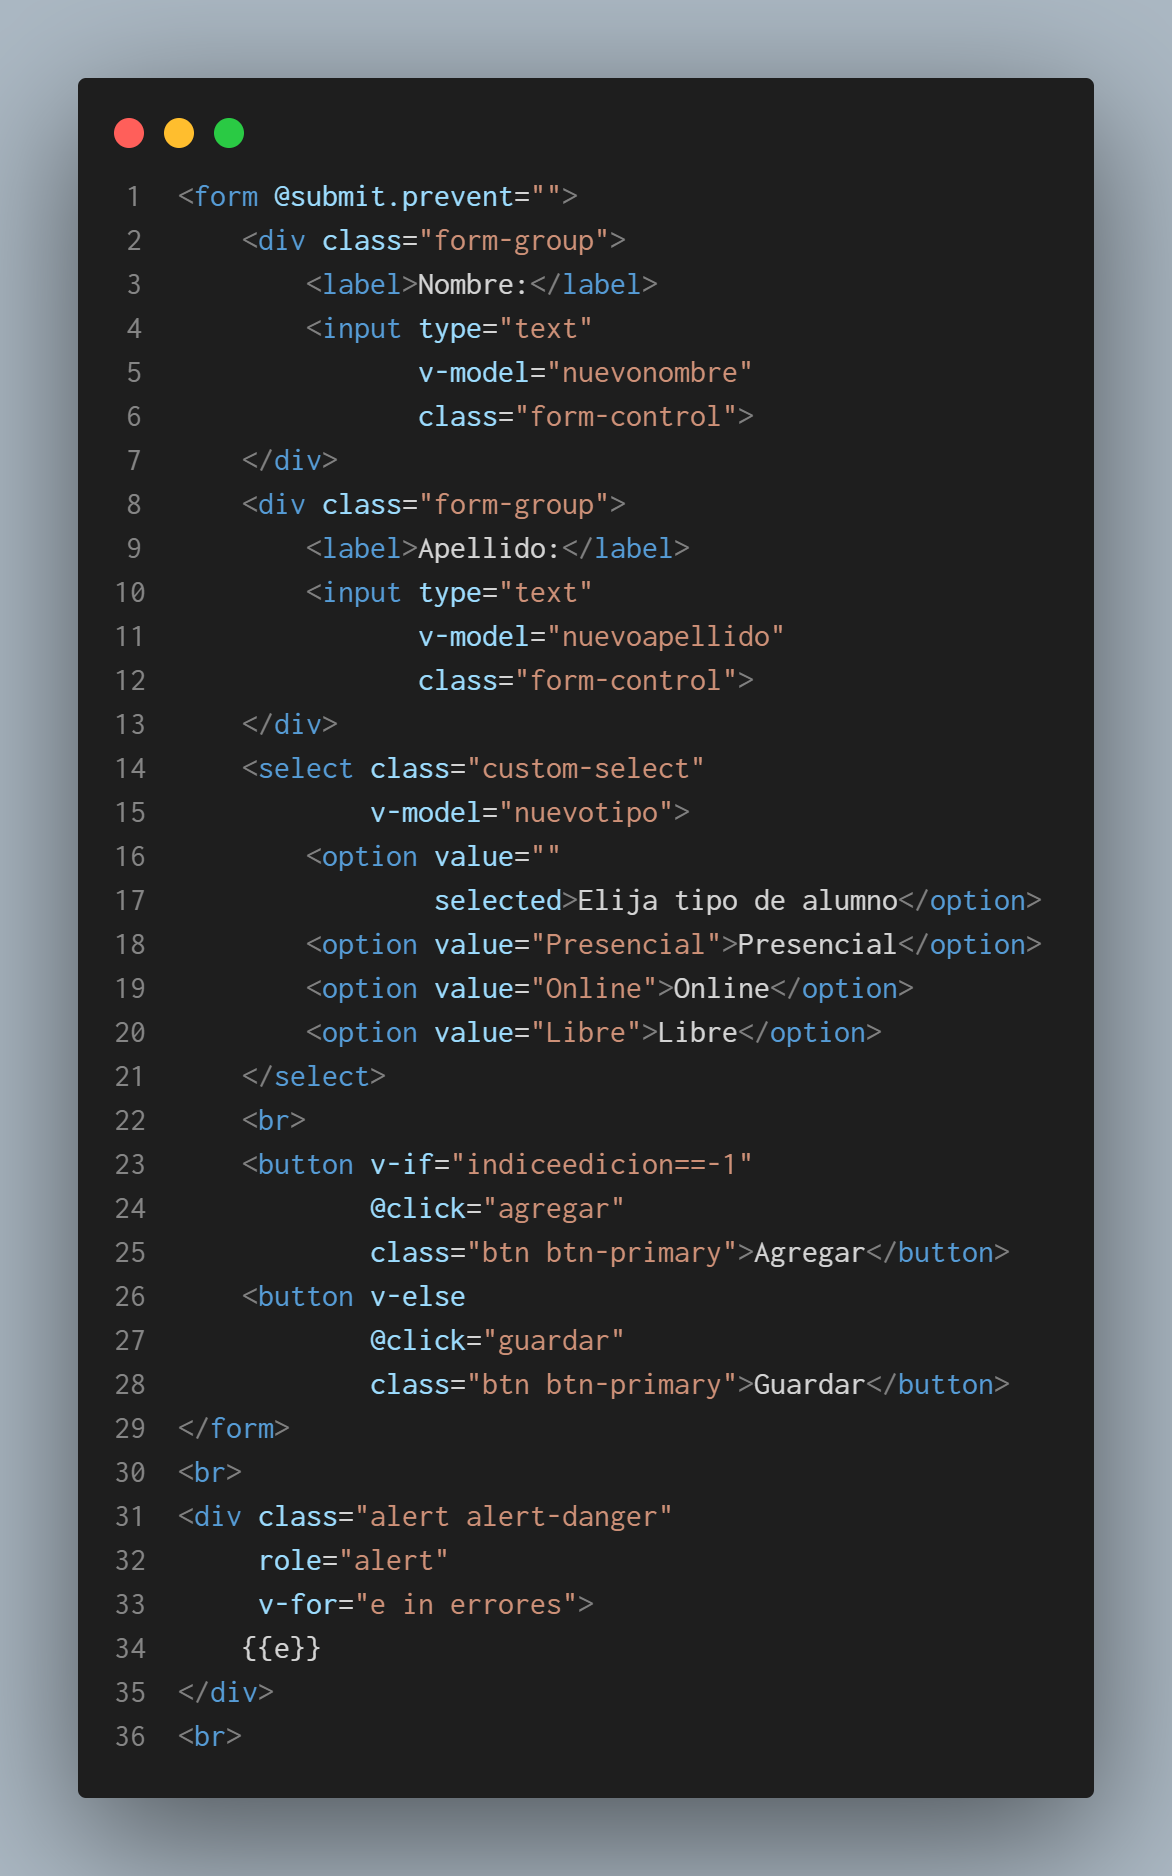 1 <form @submit.prevent="">
2     <div class="form-group">
3         <label>Nombre:</label>
4         <input type="text"
5                v-model="nuevonombre"
6                class="form-control">
7     </div>
8     <div class="form-group">
9         <label>Apellido:</label>
10         <input type="text"
11                v-model="nuevoapellido"
12                class="form-control">
13     </div>
14     <select class="custom-select"
15             v-model="nuevotipo">
16         <option value=""
17                 selected>Elija tipo de alumno</option>
18         <option value="Presencial">Presencial</option>
19         <option value="Online">Online</option>
20         <option value="Libre">Libre</option>
21     </select>
22     <br>
23     <button v-if="indiceedicion==-1"
24             @click="agregar"
25             class="btn btn-primary">Agregar</button>
26     <button v-else
27             @click="guardar"
28             class="btn btn-primary">Guardar</button>
29 </form>
30 <br>
31 <div class="alert alert-danger"
32      role="alert"
33      v-for="e in errores">
34     {{e}}
35 </div>
36 <br>